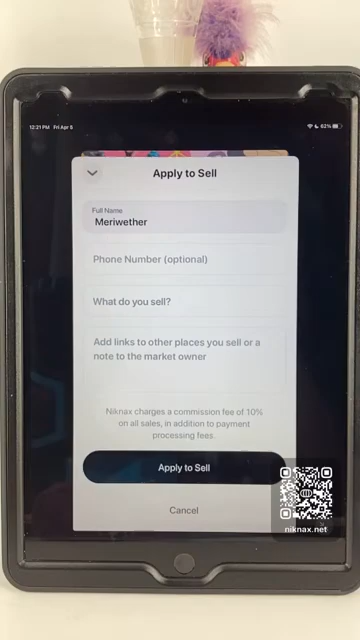 12:21 PM Fri Apr 5
62%
Apply to Sell
Full Name
Meriwether
Phone Number (optional)
What do you sell?
Add links to other places you sell or a
note to the market owner
Niknax charges a commission fee of 10%
on all sales, in addition to payment
processing fees.
Apply to Sell
Cancel
niknax.net